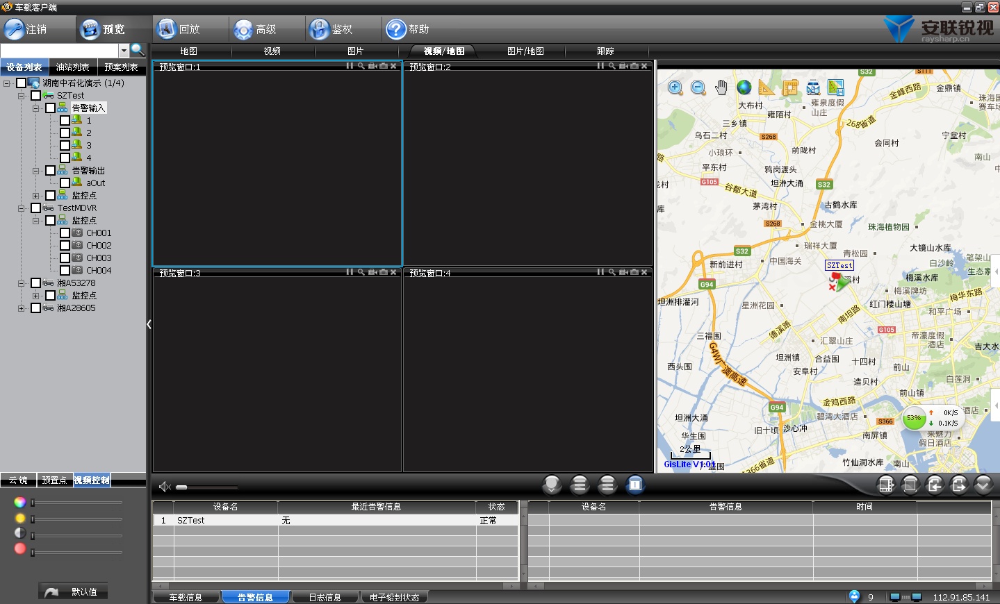 车载客户端
注销
预览
回放
高级
鉴权
帮助
安联锐视
raysharp.cn
地图
视频
图片
视频/地图
图片/地图
跟踪
设备列表
油站列表
预案列表
湖南中石化演示 (1/4)
SZTest
告警输入
1
2
3
4
告警输出
aOut
监控点
TestMDVR
监控点
CH001
CH002
CH003
CH004
湘A53278
监控点
湘A28605
预览窗口:1
预览窗口:2
预览窗口:3
预览窗口:4
S32
S111
金峰西路
金鼎镇
珠海国
赛车场
大布村
雍陌村
雍泉度假
山庄
三乡镇
268省道
乌石二村
S268
宁堂村
会同村
小琅环
前陇村
南山
平东村
鸦岗渡头
G105
坦洲大涌
S32
龙村
谷都大道
茅湾村
古鹤水库
库
S268
金桃大厦
珠海植物园
瑞祥大厦
大镜山水库
S32
青松园
新前进村
中国海关
白沙岭
笔架山
生态家
SZTest
溪村
梅溪水库
G94
梅溪牌坊
梅华东路
坦洲排灌河
星洲花园
红门楼山塘
南坦路
和平广场
德溪路
G105
三福围
汇翠山庄
帝濠度假
酒店
吉大水
G4W广澳高速
坦洲镇
合益围
十四村
前山
西头围
安阜村
造贝村
白莲洞
前山镇
G94
金鸡西路
53%
0K/S
0.1K/S
酒店
坦洲大涌
碧湾大酒店
S366
旧十顷
沙心冲
华生围
南屏镇
来魅力
假日酒店
2公里
GisLite V1.01
盛围
366省道
竹仙洞水库
南山
云镜
预置点
视频控制
默认值
设备名
最近告警信息
状态
1
SZTest
无
正常
设备名
告警信息
时间
车载信息
告警信息
日志信息
电子铅封状态
9
112.91.85.141